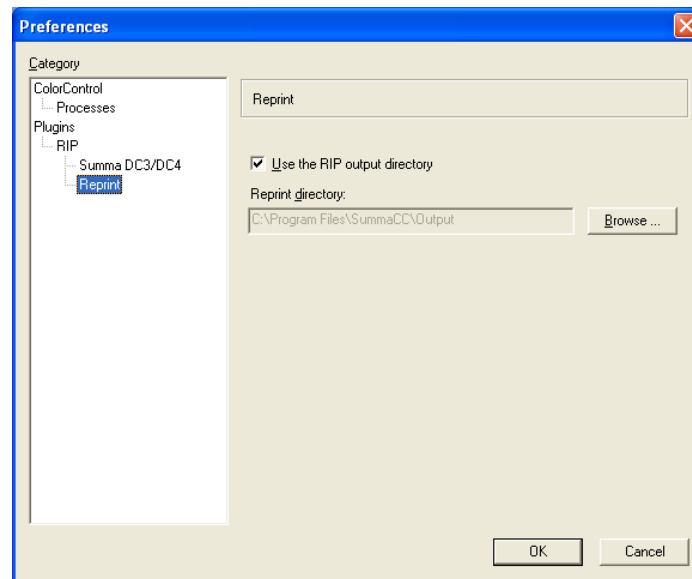 Preferences
Category
ColorControl
Processes
Plugins
RIP
Summa DC3/DC4
Reprint
Reprint
Use the RIP output directory
Reprint directory:
C:\Program Files\SummaCC\Output
Browse ...
OK
Cancel